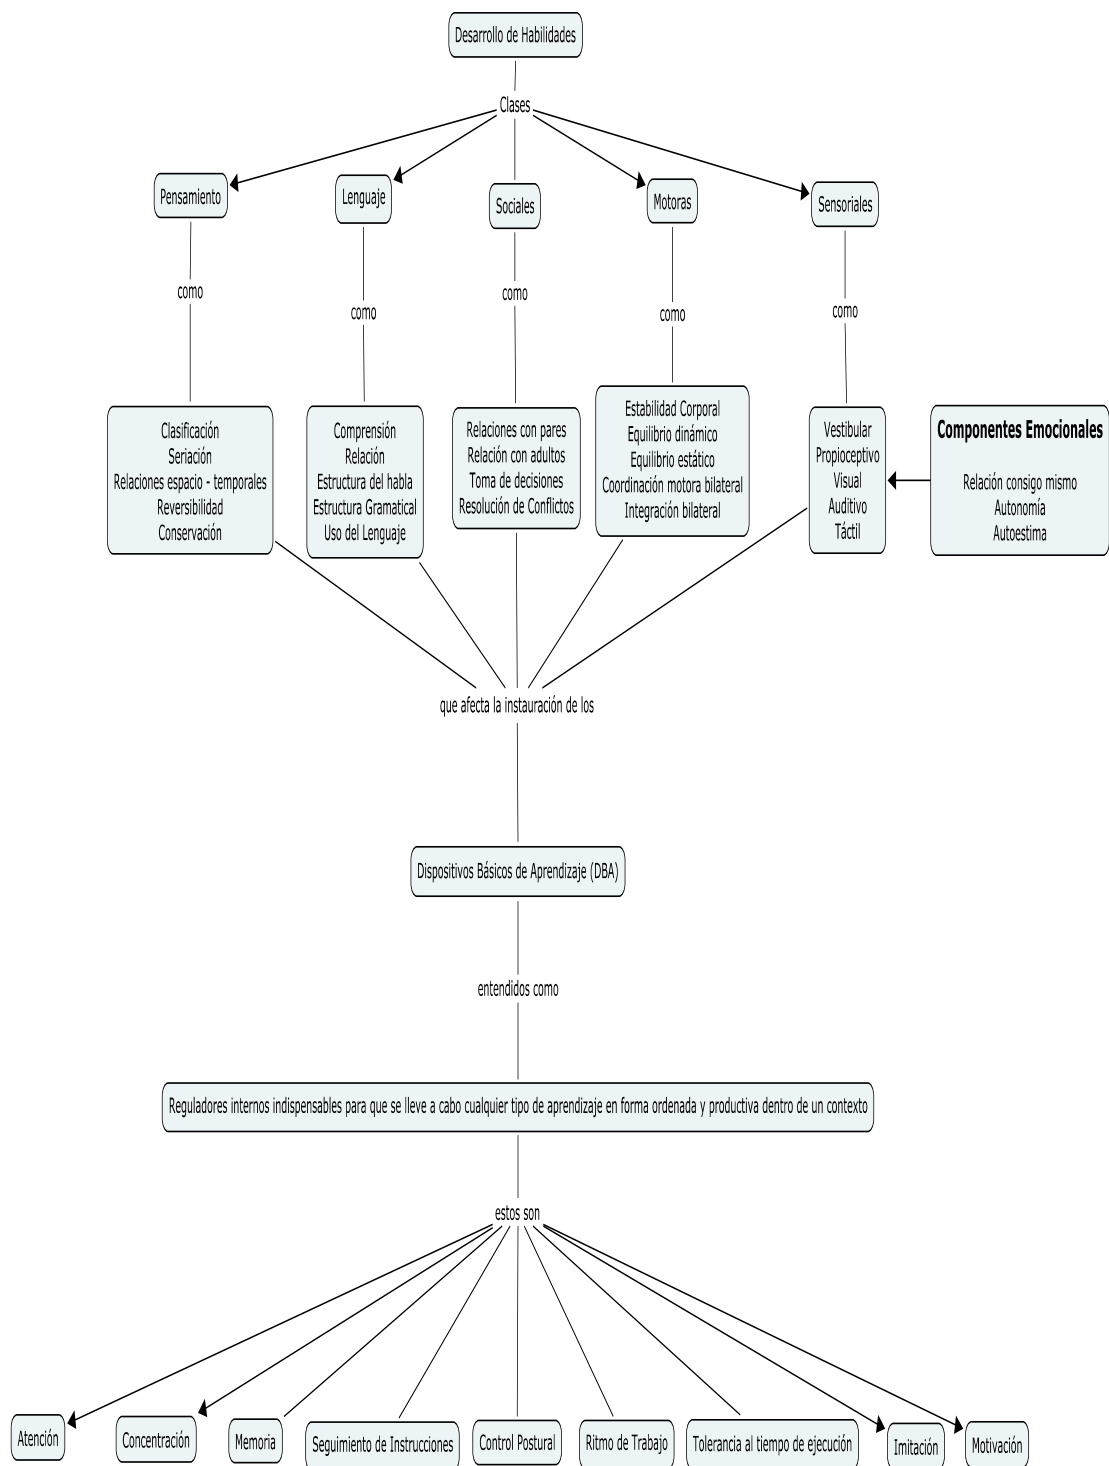 Desarrollo de Habilidades
Clases
Pensamiento
Lenguaje
Sociales
Motoras
Sensoriales
como
como
como
como
como
Clasificación
Seriación
Relaciones espacio - temporales
Reversibilidad
Conservación
Comprensión
Relación
Estructura del habla
Estructura Gramatical
Uso del Lenguaje
Relaciones con pares
Relación con adultos
Toma de decisiones
Resolución de Conflictos
Estabilidad Corporal
Equilibrio dinámico
Equilibrio estático
Coordinación motora bilateral
Integración bilateral
Vestibular
Propioceptivo
Visual
Auditivo
Táctil
Componentes Emocionales
Relación consigo mismo
Autonomía
Autoestima
que afecta la instauración de los
Dispositivos Básicos de Aprendizaje (DBA)
entendidos como
Reguladores internos indispensables para que se lleve a cabo cualquier tipo de aprendizaje en forma ordenada y productiva dentro de un contexto
estos son
Atención
Concentración
Memoria
Seguimiento de Instrucciones
Control Postural
Ritmo de Trabajo
Tolerancia al tiempo de ejecución
Imitación
Motivación